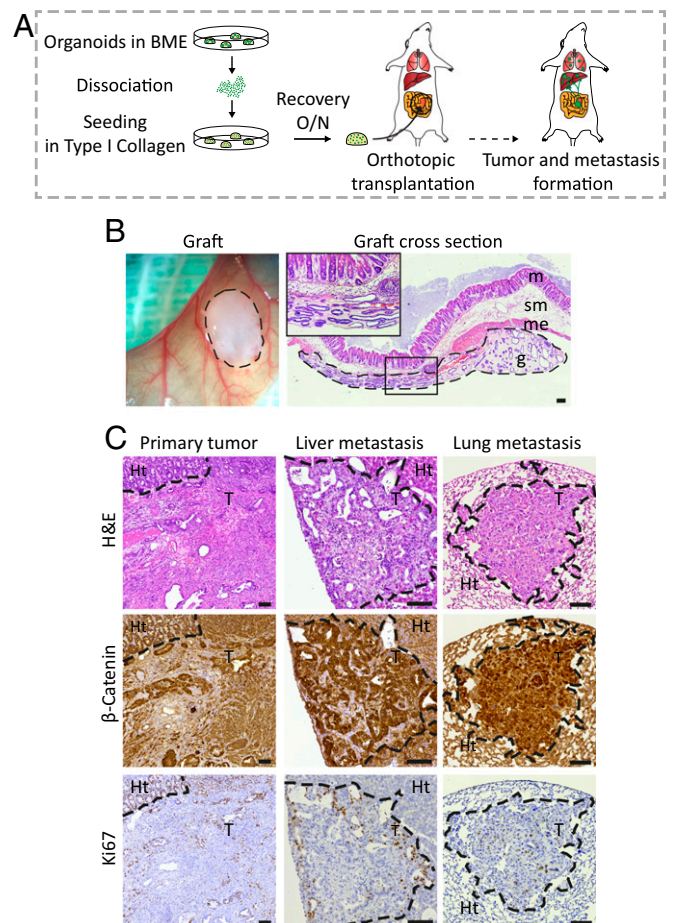 A
Organoids in BME
Dissociation
Seeding
in Type I Collagen
Recovery
O/N
Orthotopic
transplantation
Tumor and metastasis
formation
B
Graft
Graft cross section
m
sm
me
g
C
Primary tumor
Liver metastasis
Lung metastasis
H&E
Ht
T
Ht
T
T
Ht
β-Catenin
Ht
T
Ht
T
T
Ht
Ki67
Ht
T
Ht
T
T
Ht